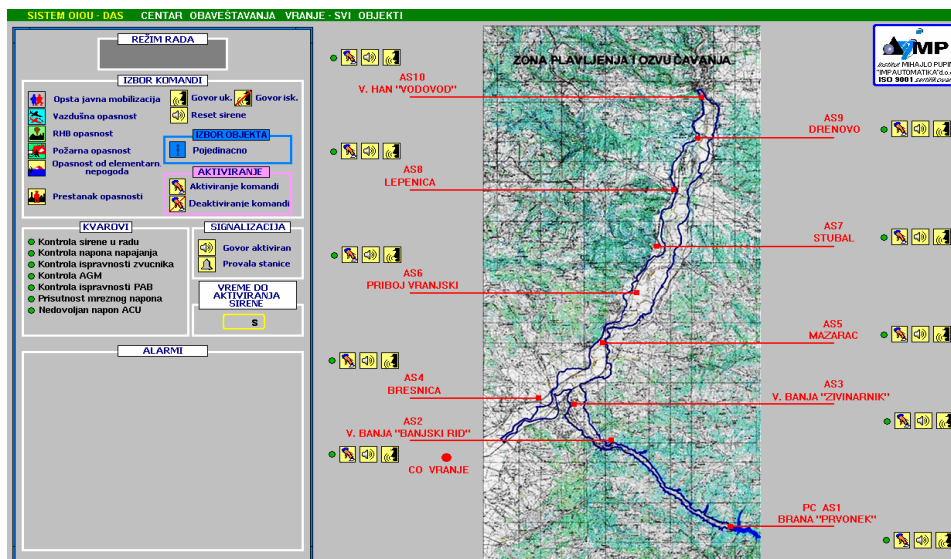 SISTEM OIOU - DAS CENTAR OBAVEŠTAVANJA VRANJE - SVI OBJEKTI
REŽIM RADA
IZBOR KOMANDI
Opsta javna mobilizacija
Vazdušna opasnost
RHB opasnost
Požarna opasnost
Opasnost od elementarn.
nepogoda
Prestanak opasnosti
Govor uk.
Govor isk.
Reset sirene
IZBOR OBJEKTA
Pojedinacno
AKTIVIRANJE
Aktiviranje komandi
Deaktiviranje komandi
KVAROVI
Kontrola sirene u radu
Kontrola napona napajanja
Kontrola ispravnosti zvucnika
Kontrola AGM
Kontrola ispravnosti PAB
Prisutnost mreznog napona
Nedovoljan napon ACU
SIGNALIZACIJA
Govor aktiviran
Provala stanice
VREME DO
AKTIVIRANJA
SIRENE
s
ALARMI
ZONA PLAVLJENJA I OZVUČAVANJA
AS10
V. HAN "VODOVOD"
AS8
LEPENICA
AS6
PRIBOJ VRANJSKI
AS4
BRESNICA
AS2
V. BANJA "BANJSKI RID"
CO VRANJE
AS9
DRENOVO
AS7
STUBAL
AS5
MAZARAC
AS3
V. BANJA "ZIVINARNIK"
PC AS1
BRANA "PRVONEK"
IMP
Institut MIHAJLO PUPIN
"IMPAUTOMATIKA"d.o.o
ISO 9001